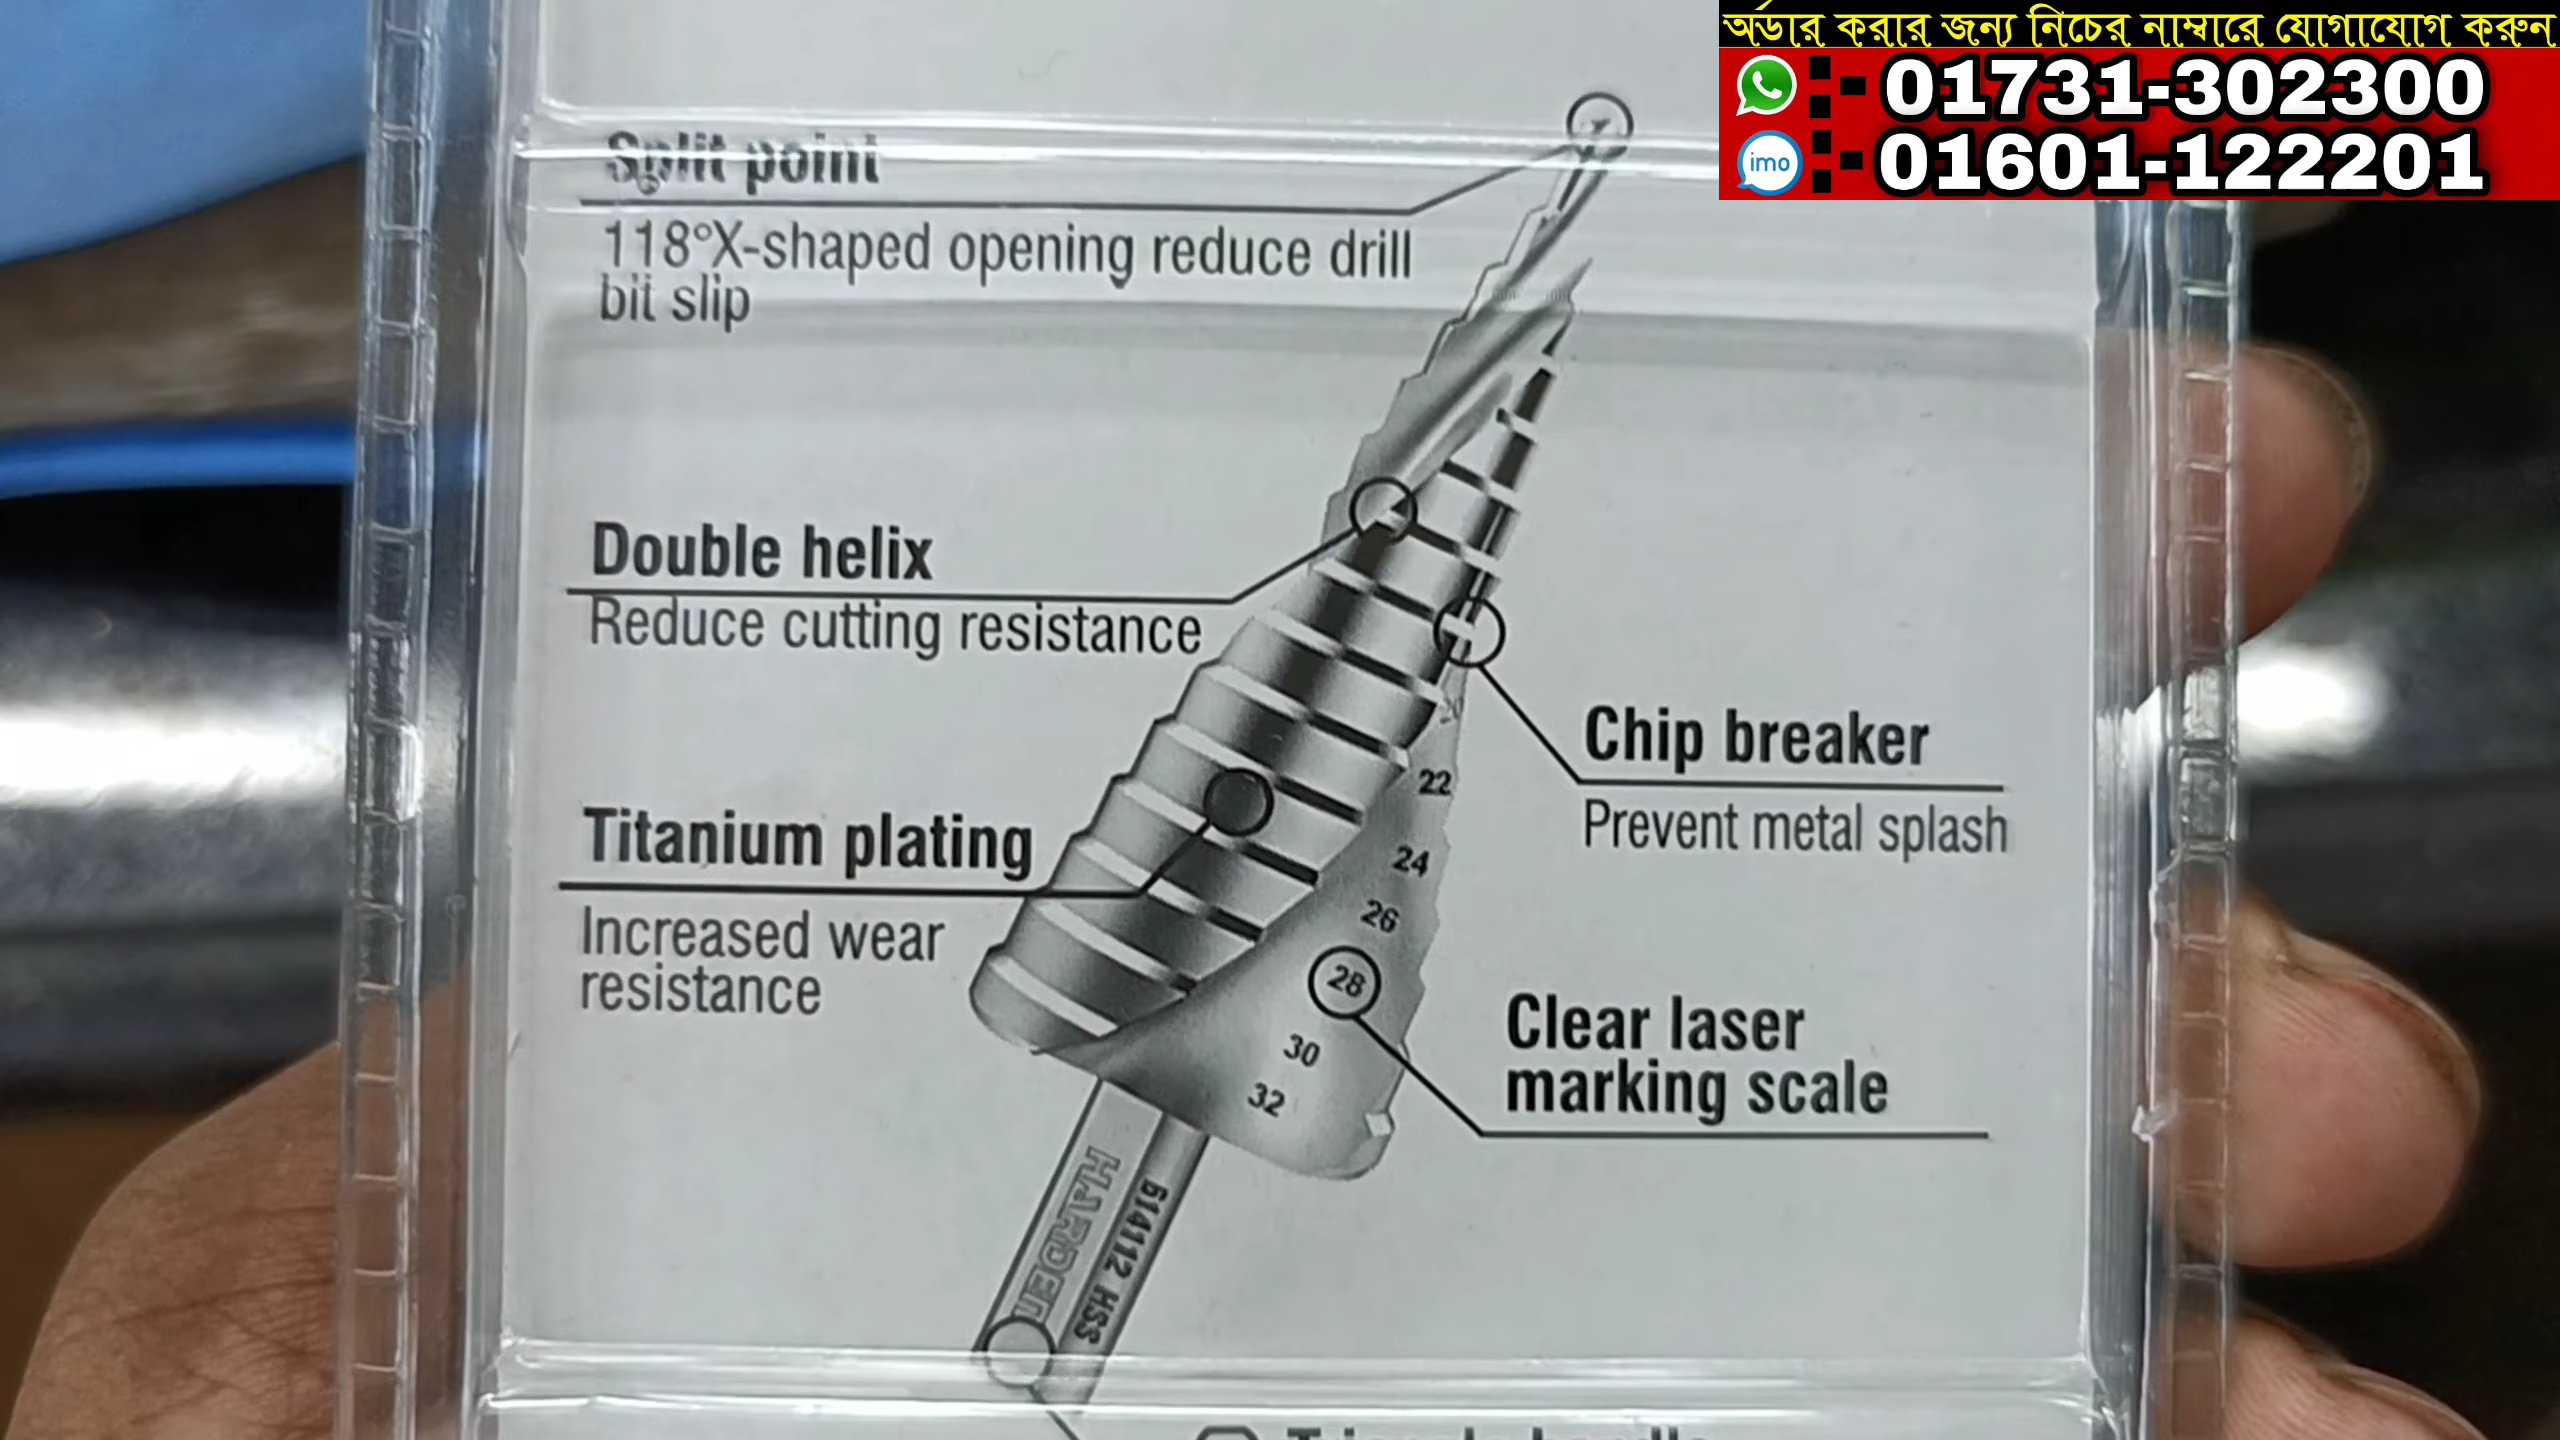 অর্ডার করার জন্য নিচের নাম্বারে যোগাযোগ করুন
:- 01731-302300
imo :- 01601-122201
Split point
118°X-shaped opening reduce drill
bit slip
Double helix
Reduce cutting resistance
Chip breaker
Prevent metal splash
Titanium plating
Increased wear
resistance
Clear laser
marking scale
20
22
24
26
28
30
32
HARDEN
614112 HSS